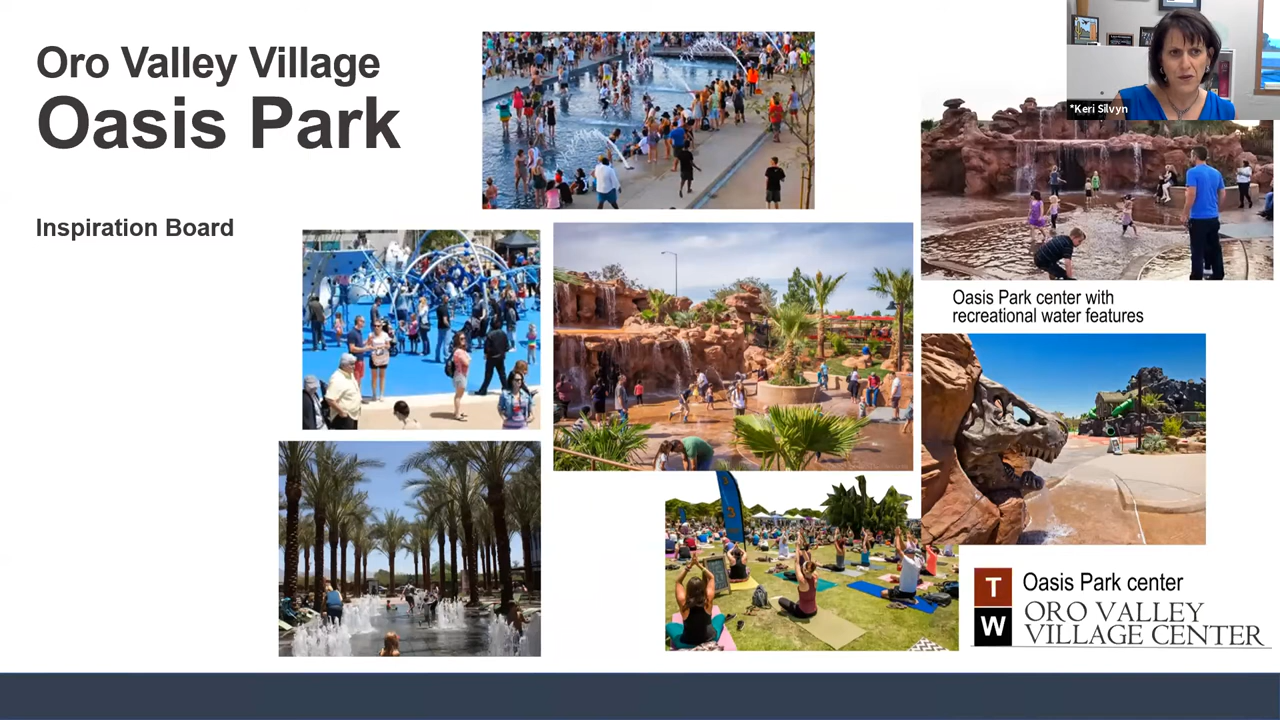 Oro Valley Village
Oasis Park
Inspiration Board
*Keri Silvyn
Oasis Park center with
recreational water features
T
W
Oasis Park center
ORO VALLEY
VILLAGE CENTER